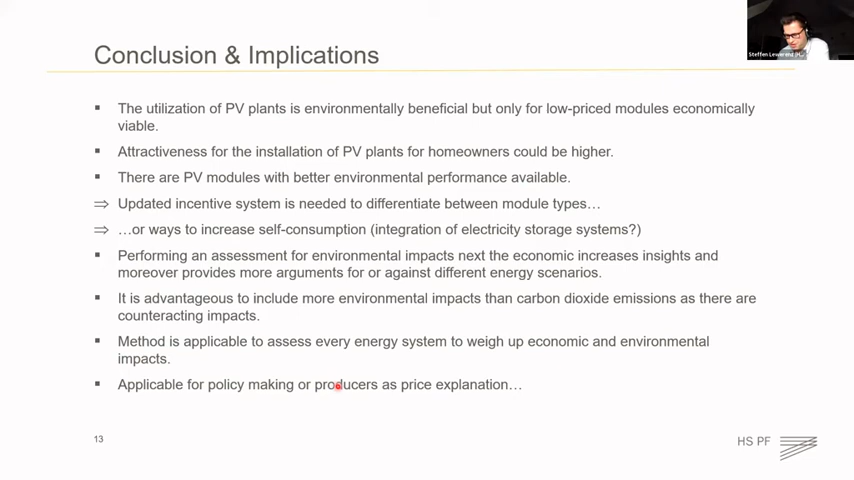 Steffen Lewerenz (H...
Conclusion & Implications
▪ The utilization of PV plants is environmentally beneficial but only for low-priced modules economically
viable.
▪ Attractiveness for the installation of PV plants for homeowners could be higher.
▪ There are PV modules with better environmental performance available.
⇒ Updated incentive system is needed to differentiate between module types…
⇒ …or ways to increase self-consumption (integration of electricity storage systems?)
▪ Performing an assessment for environmental impacts next the economic increases insights and
moreover provides more arguments for or against different energy scenarios.
▪ It is advantageous to include more environmental impacts than carbon dioxide emissions as there are
counteracting impacts.
▪ Method is applicable to assess every energy system to weigh up economic and environmental
impacts.
▪ Applicable for policy making or producers as price explanation…
13
HS PF